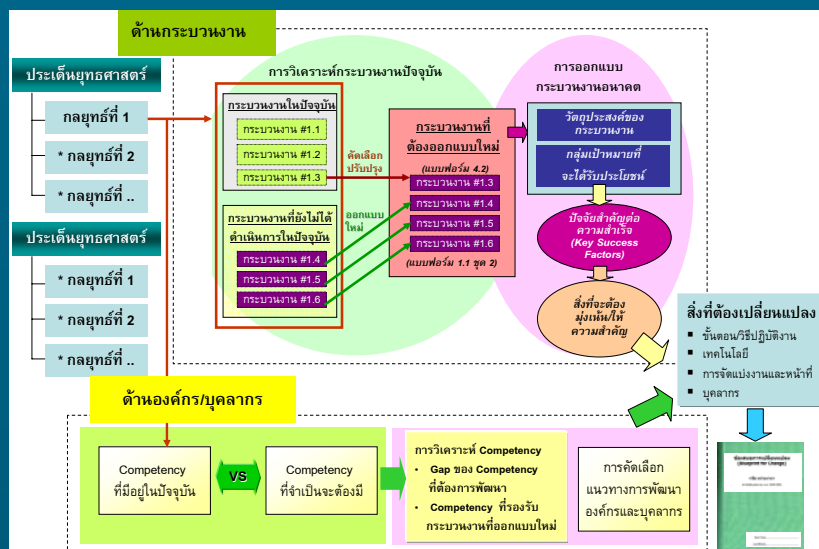 ด้านกระบวนงาน
ประเด็นยุทธศาสตร์
กลยุทธ์ที่ 1
* กลยุทธ์ที่ 2
* กลยุทธ์ที่ ..
ประเด็นยุทธศาสตร์
* กลยุทธ์ที่ 1
* กลยุทธ์ที่ 2
* กลยุทธ์ที่ ..
การวิเคราะห์กระบวนงานปัจจุบัน
กระบวนงานในปัจจุบัน
กระบวนงาน #1.1
กระบวนงาน #1.2
กระบวนงาน #1.3
กระบวนงานที่ยังไม่ได้
ดำเนินการในปัจจุบัน
กระบวนงาน #1.4
กระบวนงาน #1.5
กระบวนงาน #1.6
คัดเลือก
ปรับปรุง
ออกแบบ
ใหม่
กระบวนงานที่
ต้องออกแบบใหม่
(แบบฟอร์ม 4.2)
กระบวนงาน #1.3
กระบวนงาน #1.4
กระบวนงาน #1.5
กระบวนงาน #1.6
(แบบฟอร์ม 1.1 ชุด 2)
การออกแบบ
กระบวนงานอนาคต
วัตถุประสงค์ของ
กระบวนงาน
กลุ่มเป้าหมายที่
จะได้รับประโยชน์
ปัจจัยสำคัญต่อ
ความสำเร็จ
(Key Success
Factors)
สิ่งที่จะต้อง
มุ่งเน้น/ให้
ความสำคัญ
สิ่งที่ต้องเปลี่ยนแปลง
▪ ขั้นตอน/วิธีปฏิบัติงาน
▪ เทคโนโลยี
▪ การจัดแบ่งงานและหน้าที่
▪ บุคลากร
ด้านองค์กร/บุคลากร
Competency
ที่มีอยู่ในปัจจุบัน
VS
Competency
ที่จำเป็นจะต้องมี
การวิเคราะห์ Competency
• Gap ของ Competency
ที่ต้องการพัฒนา
• Competency ที่รองรับ
กระบวนงานที่ออกแบบใหม่
การคัดเลือก
แนวทางการพัฒนา
องค์กรและบุคลากร
(Blueprint for Change)